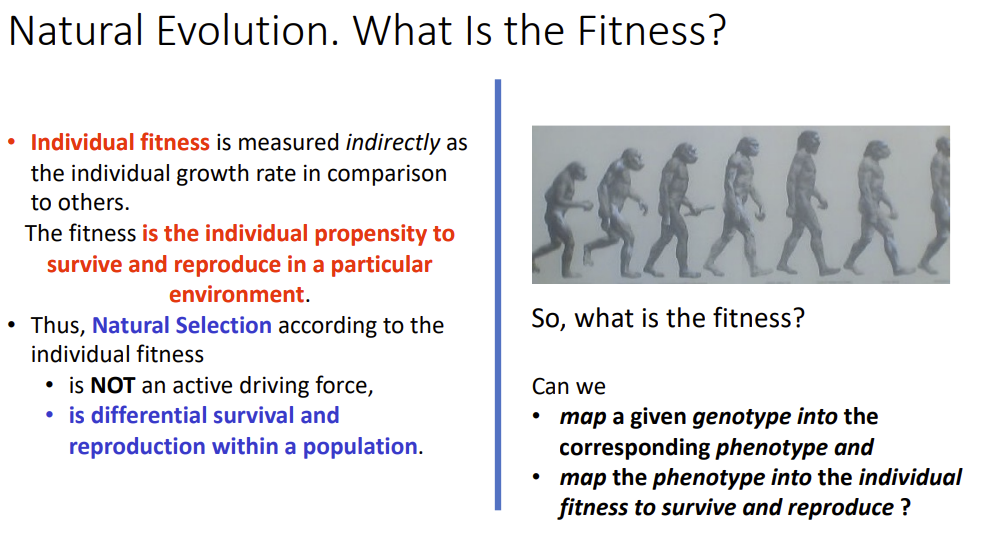 Natural Evolution. What Is the Fitness?
• Individual fitness is measured indirectly as
the individual growth rate in comparison
to others.
The fitness is the individual propensity to
survive and reproduce in a particular
environment.
• Thus, Natural Selection according to the
individual fitness
• is NOT an active driving force,
• is differential survival and
reproduction within a population.
So, what is the fitness?
Can we
• map a given genotype into the
corresponding phenotype and
• map the phenotype into the individual
fitness to survive and reproduce ?